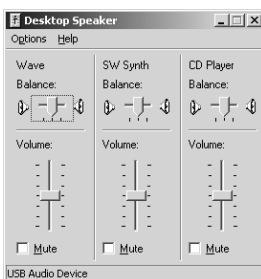 Desktop Speaker
Options Help
Wave SW Synth CD Player
Balance: Balance: Balance:
Volume: Volume: Volume:
Mute Mute Mute
USB Audio Device